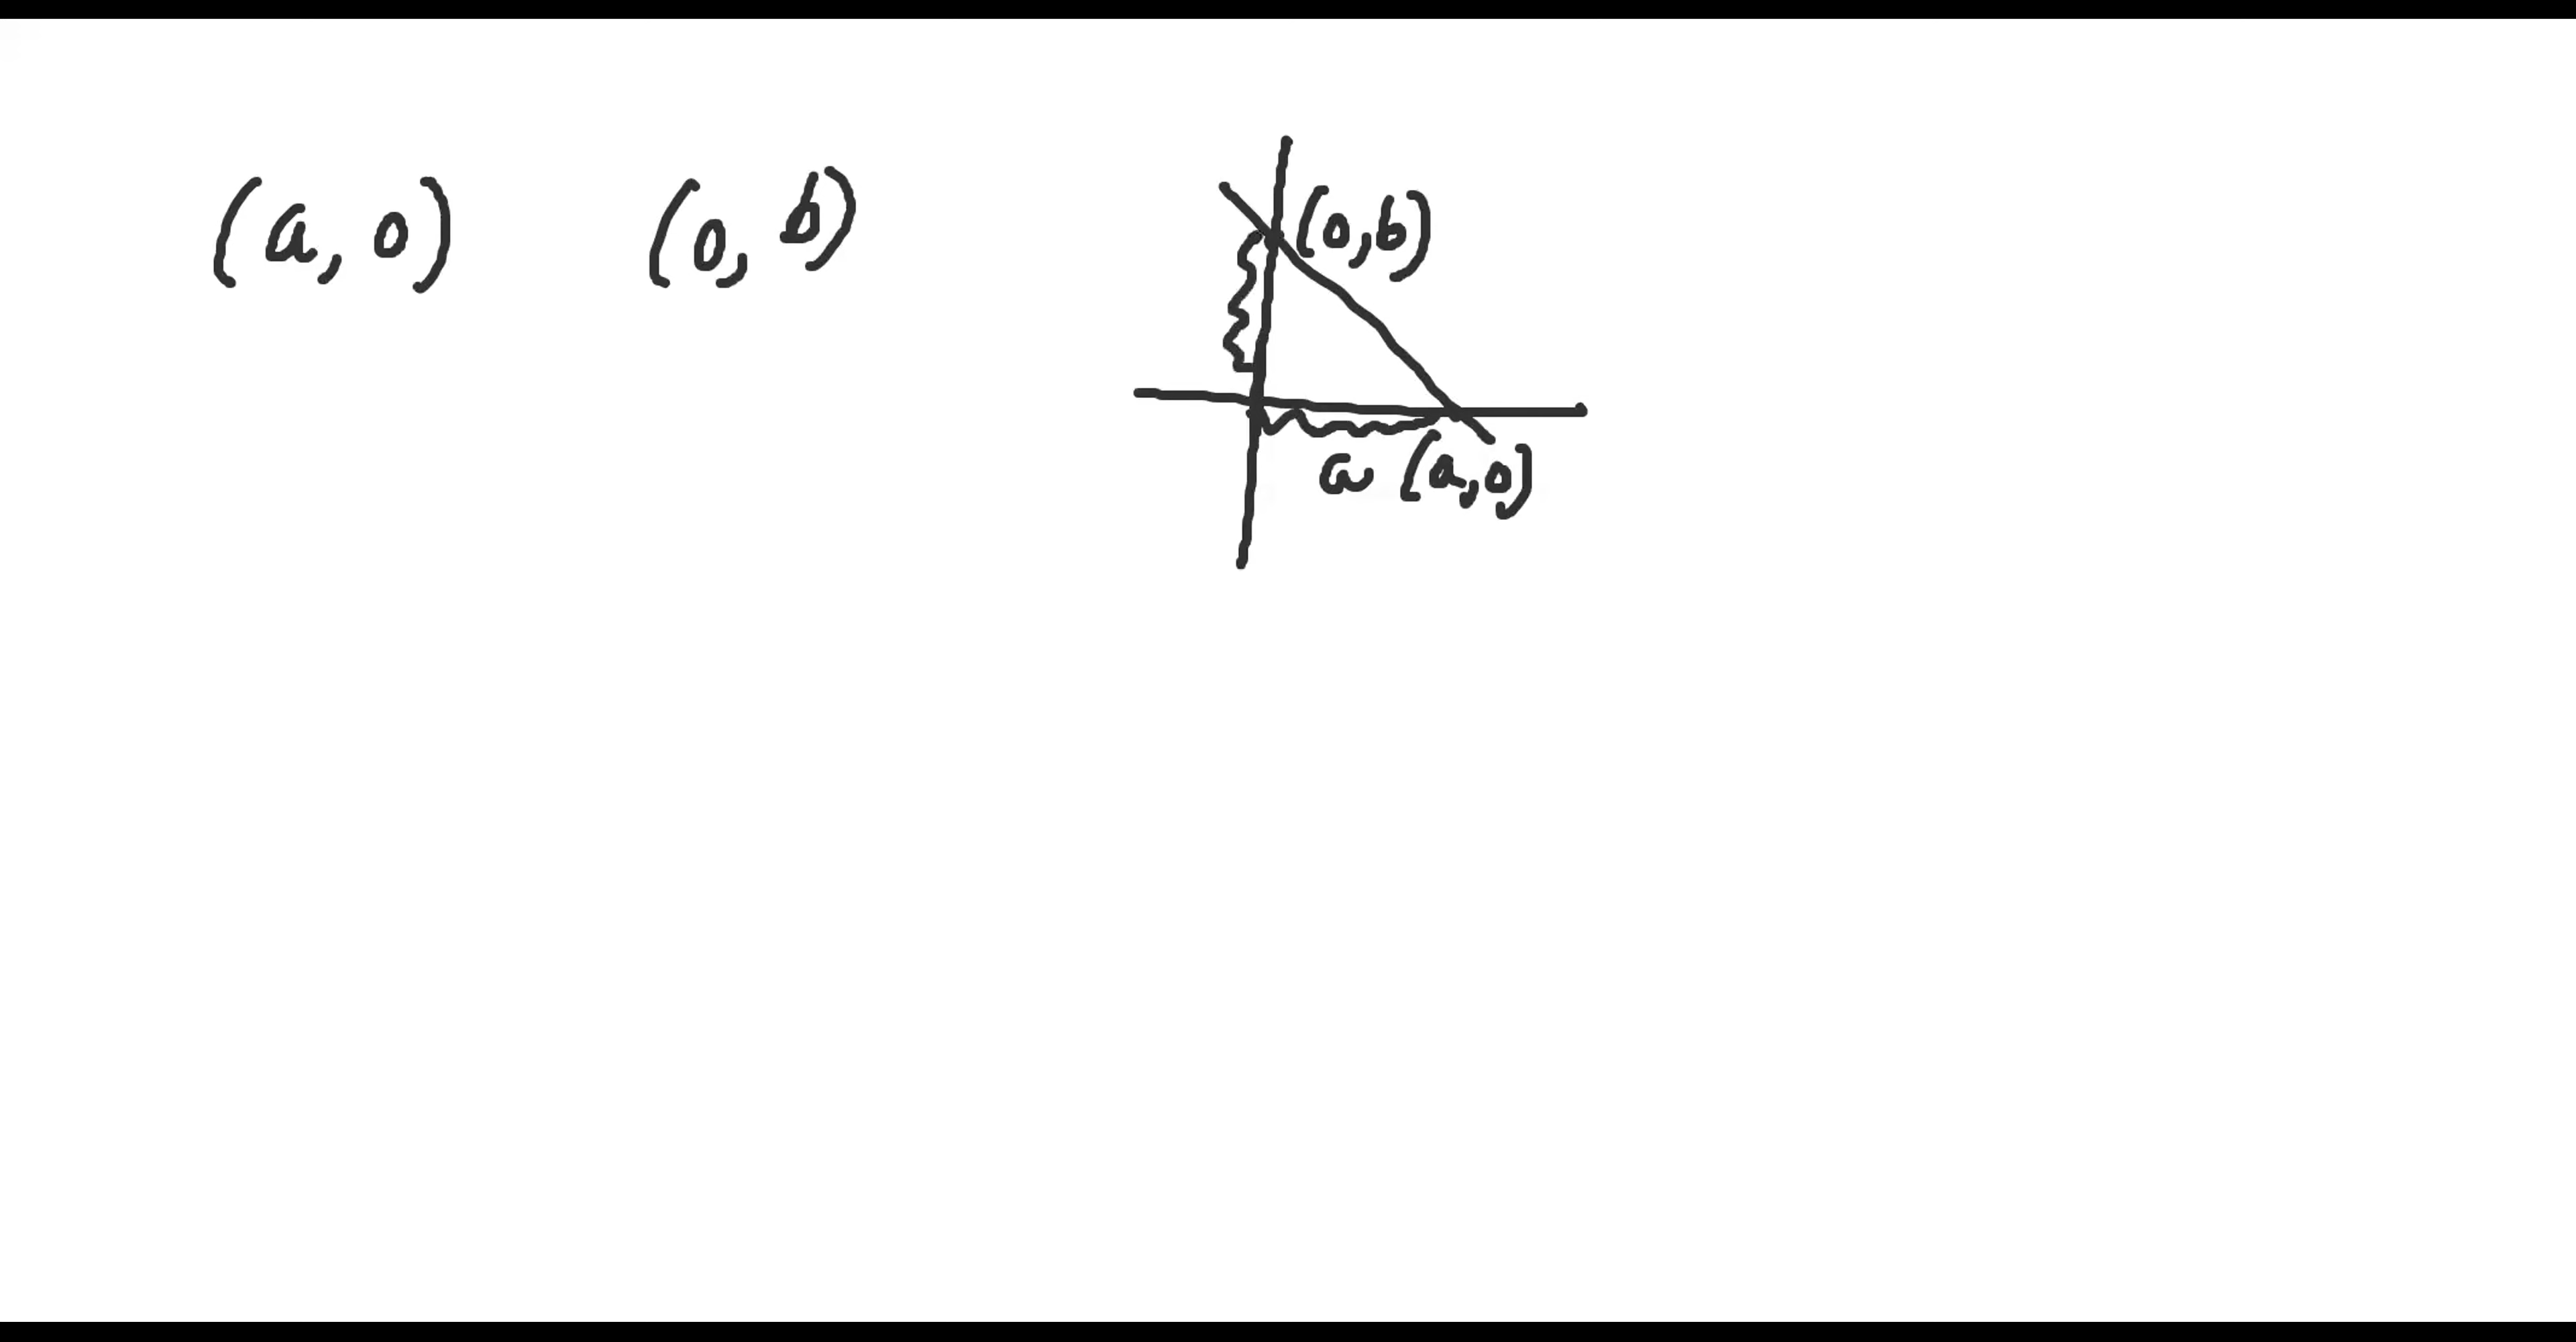 (a, 0) (0, b)
(0, b)
a (a, 0)